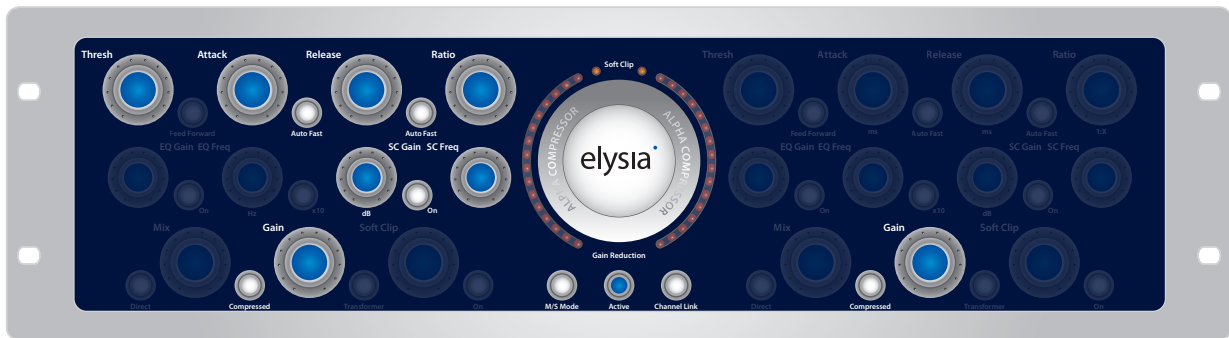 Thresh Attack Release Ratio Soft Clip Thresh Attack Release Ratio
Feed Forward Auto Fast Auto Fast Feed Forward ms Auto Fast ms Auto Fast 1:X
ALPHA COMPRESSOR ALPHA COMPRESSOR
EQ Gain EQ Freq SC Gain SC Freq EQ Gain EQ Freq SC Gain SC Freq
elysia
On Hz x10 dB On On x10 dB On
Mix Gain Soft Clip Gain Reduction Mix Gain Soft Clip
Direct Compressed Transformer On M/S Mode Active Channel Link Direct Compressed Transformer On